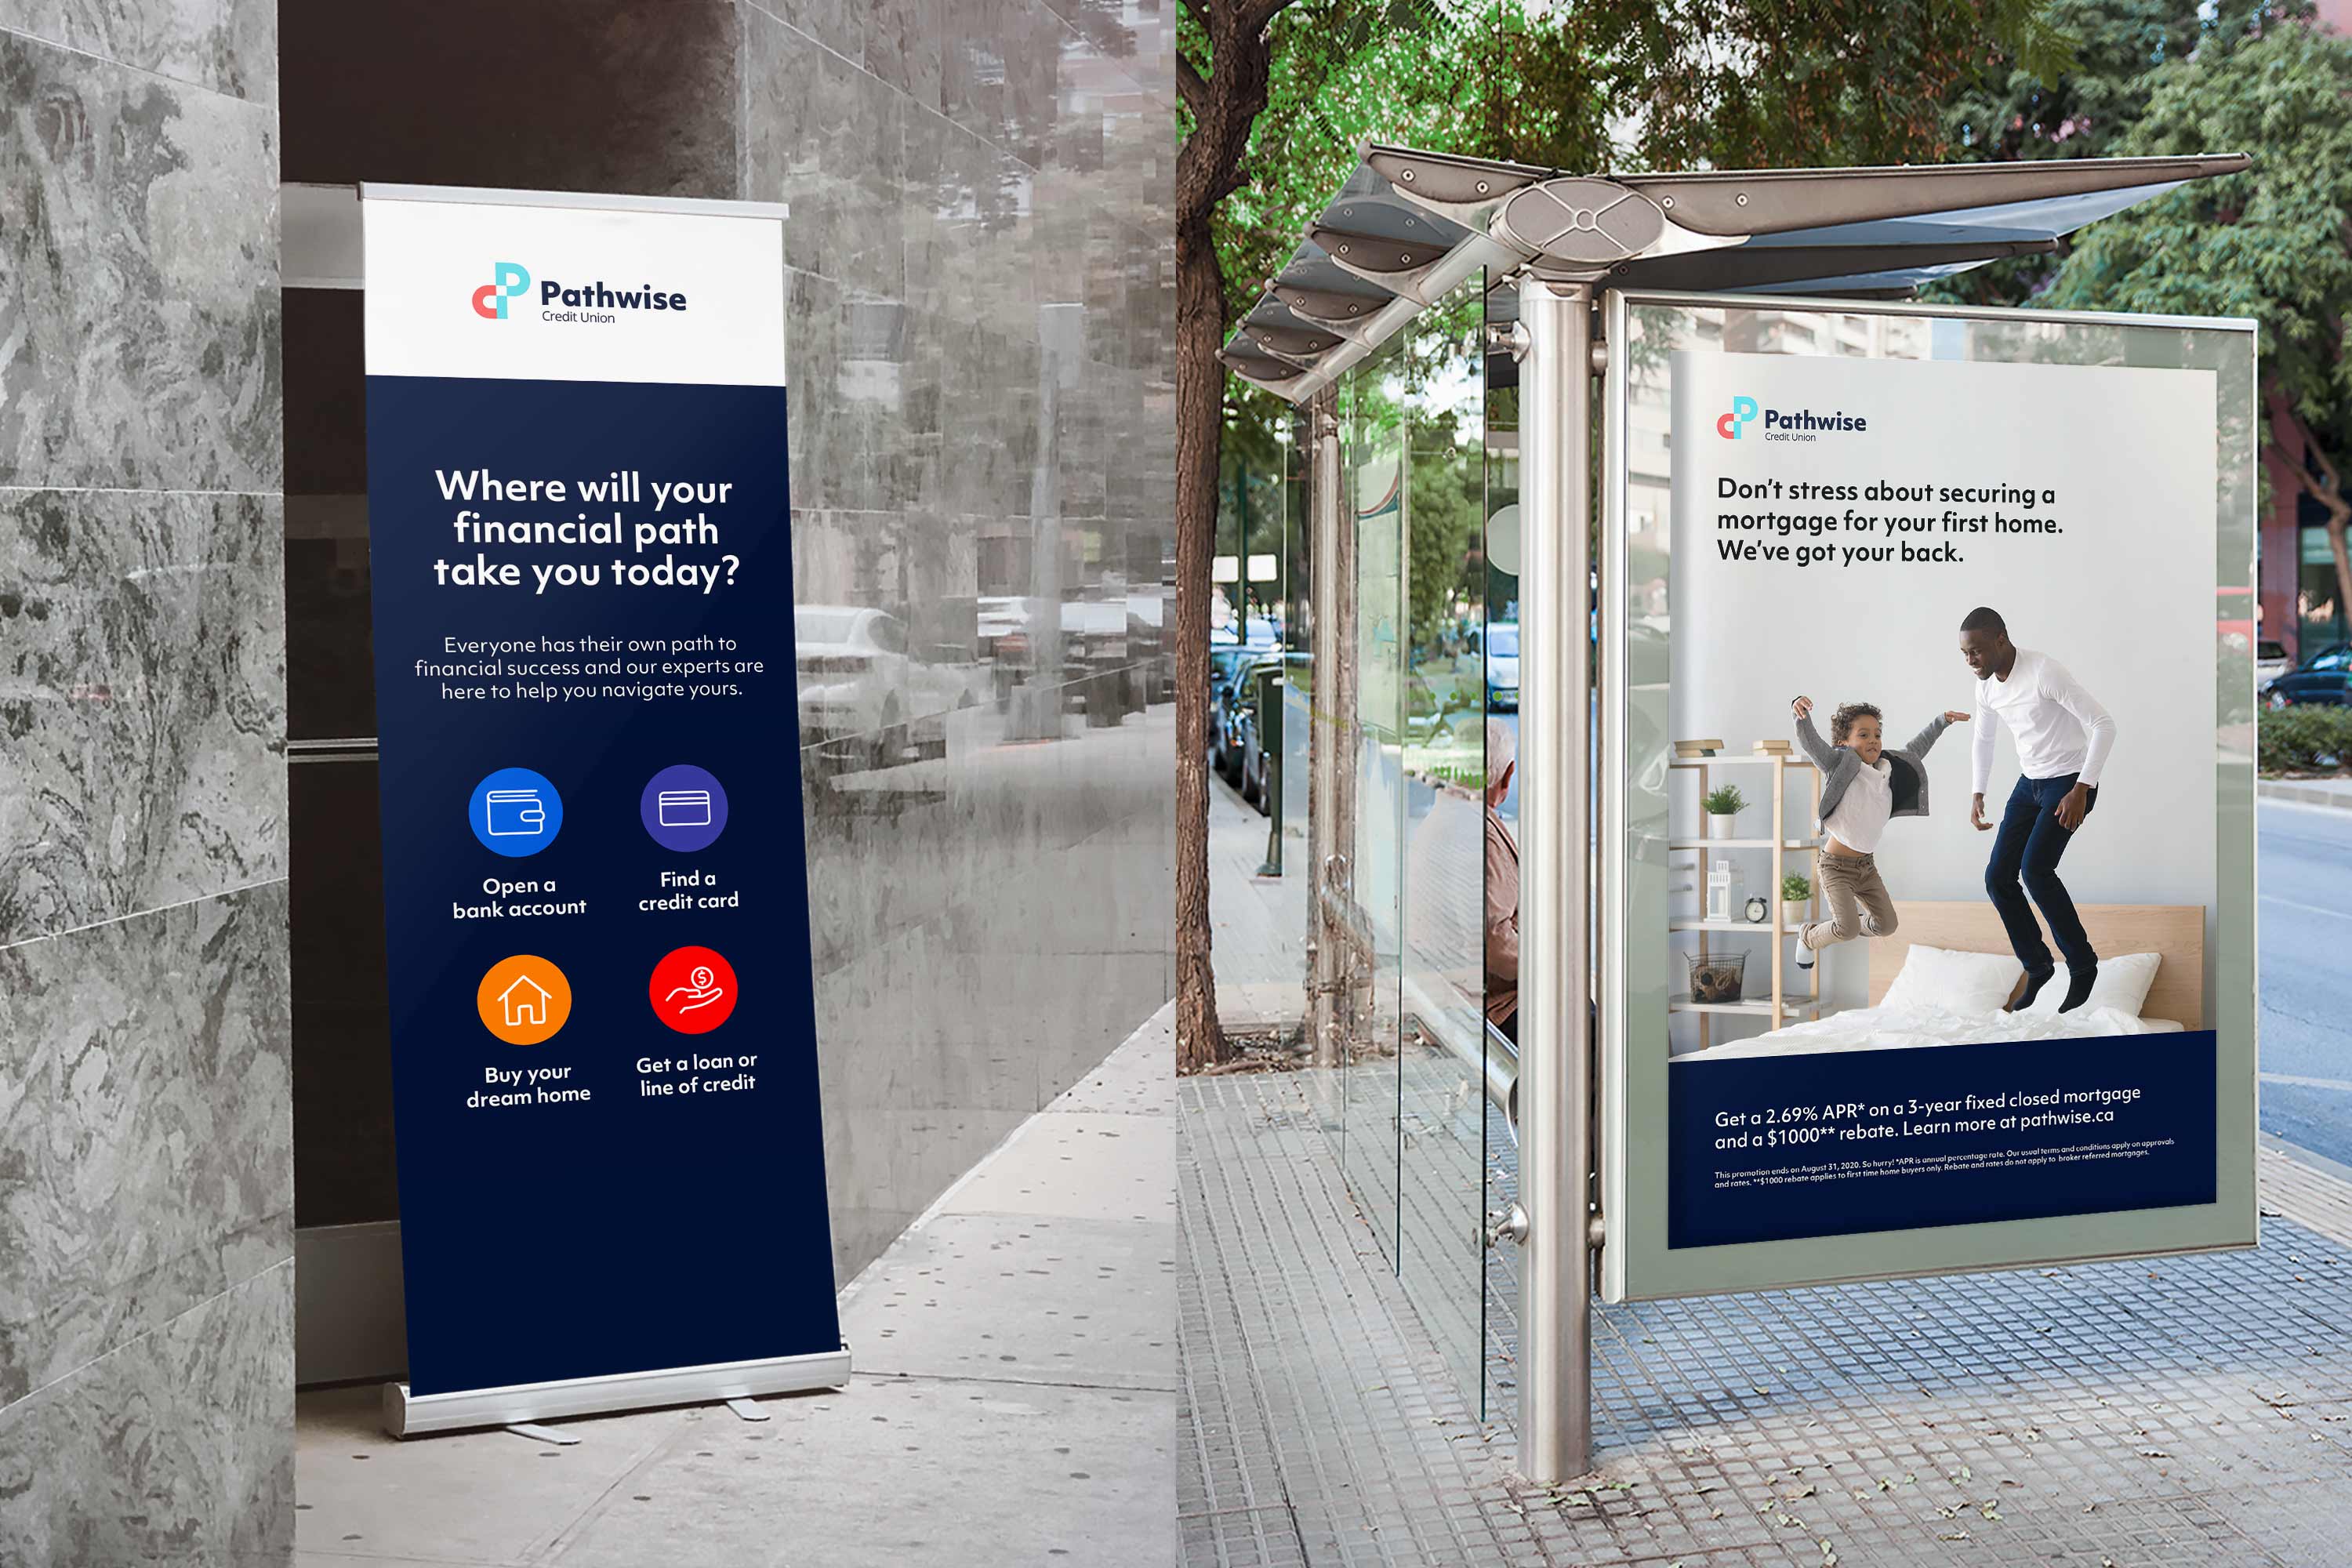 Pathwise
Credit Union
Where will your
financial path
take you today?
Everyone has their own path to
financial success and our experts are
here to help you navigate yours.
Open a
bank account
Find a
credit card
Buy your
dream home
Get a loan or
line of credit
Pathwise
Credit Union
Don't stress about securing a
mortgage for your first home.
We've got your back.
Get a 2.69% APR* on a 3-year fixed closed mortgage
and a $1000** rebate. Learn more at pathwise.ca
This promotion ends on August 31, 2020. So hurry! *APR is annual percentage rate. Our usual terms and conditions apply on approvals
and rates. **$1000 rebate applies to first time home buyers only. Rebate and rates do not apply to broker referred mortgages.